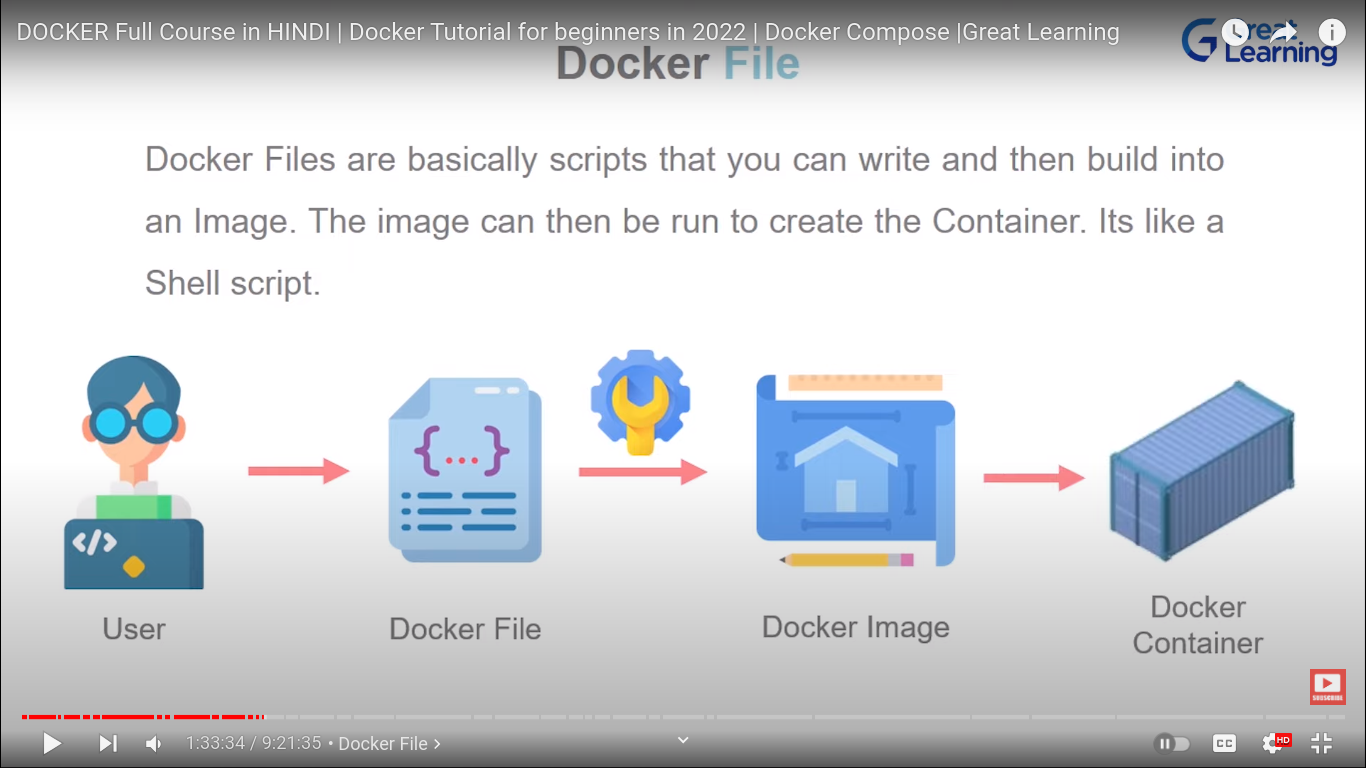 DOCKER Full Course in HINDI | Docker Tutorial for beginners in 2022 | Docker Compose |Great Learning
Great
Learning
Docker File
Docker Files are basically scripts that you can write and then build into
an Image. The image can then be run to create the Container. Its like a
Shell script.
{...}
</>
User
Docker File
Docker Image
Docker
Container
SUBSCRIBE
1:33:34 / 9:21:35 • Docker File >
CC
HD